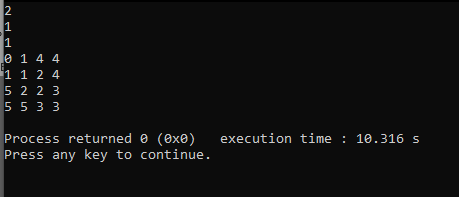 2
1
1
0 1 4 4
1 1 2 4
5 2 2 3
5 5 3 3
Process returned 0 (0x0)   execution time : 10.316 s
Press any key to continue.